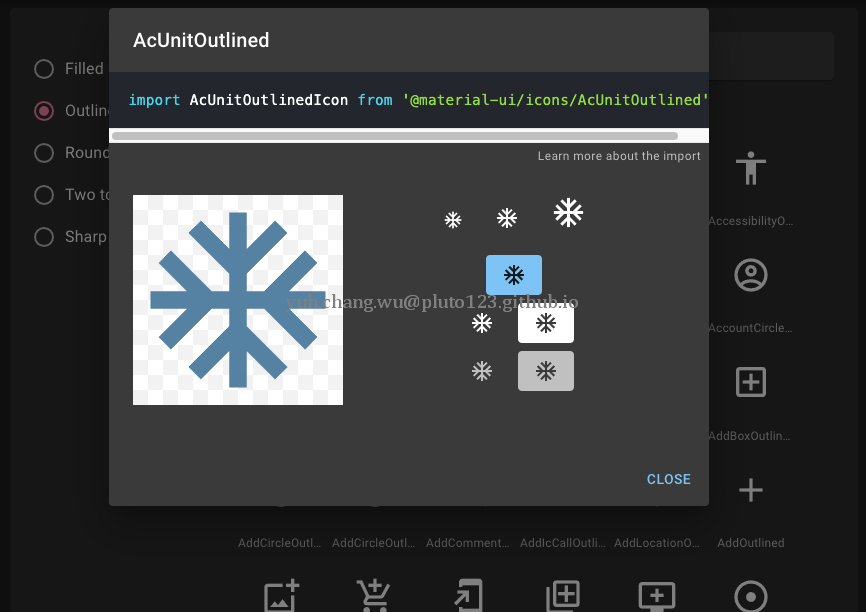 AcUnitOutlined
import AcUnitOutlinedIcon from '@material-ui/icons/AcUnitOutlined'
Learn more about the import
Filled
Outlin
Round
Two to
Sharp
AccessibilityO...
AccountCircle...
yuh.chang.wu@pluto123.github.io
AddBoxOutlin...
CLOSE
AddCircleOutl...
AddCircleOutl...
AddComment...
AddIcCallOutli...
AddLocationO...
AddOutlined